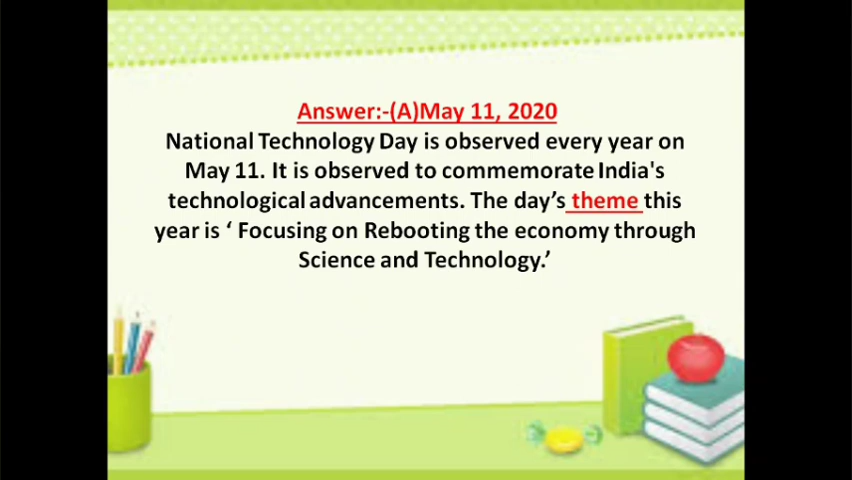 Answer:-(A)May 11, 2020
National Technology Day is observed every year on
May 11. It is observed to commemorate India's
technological advancements. The day’s theme this
year is ‘ Focusing on Rebooting the economy through
Science and Technology.’